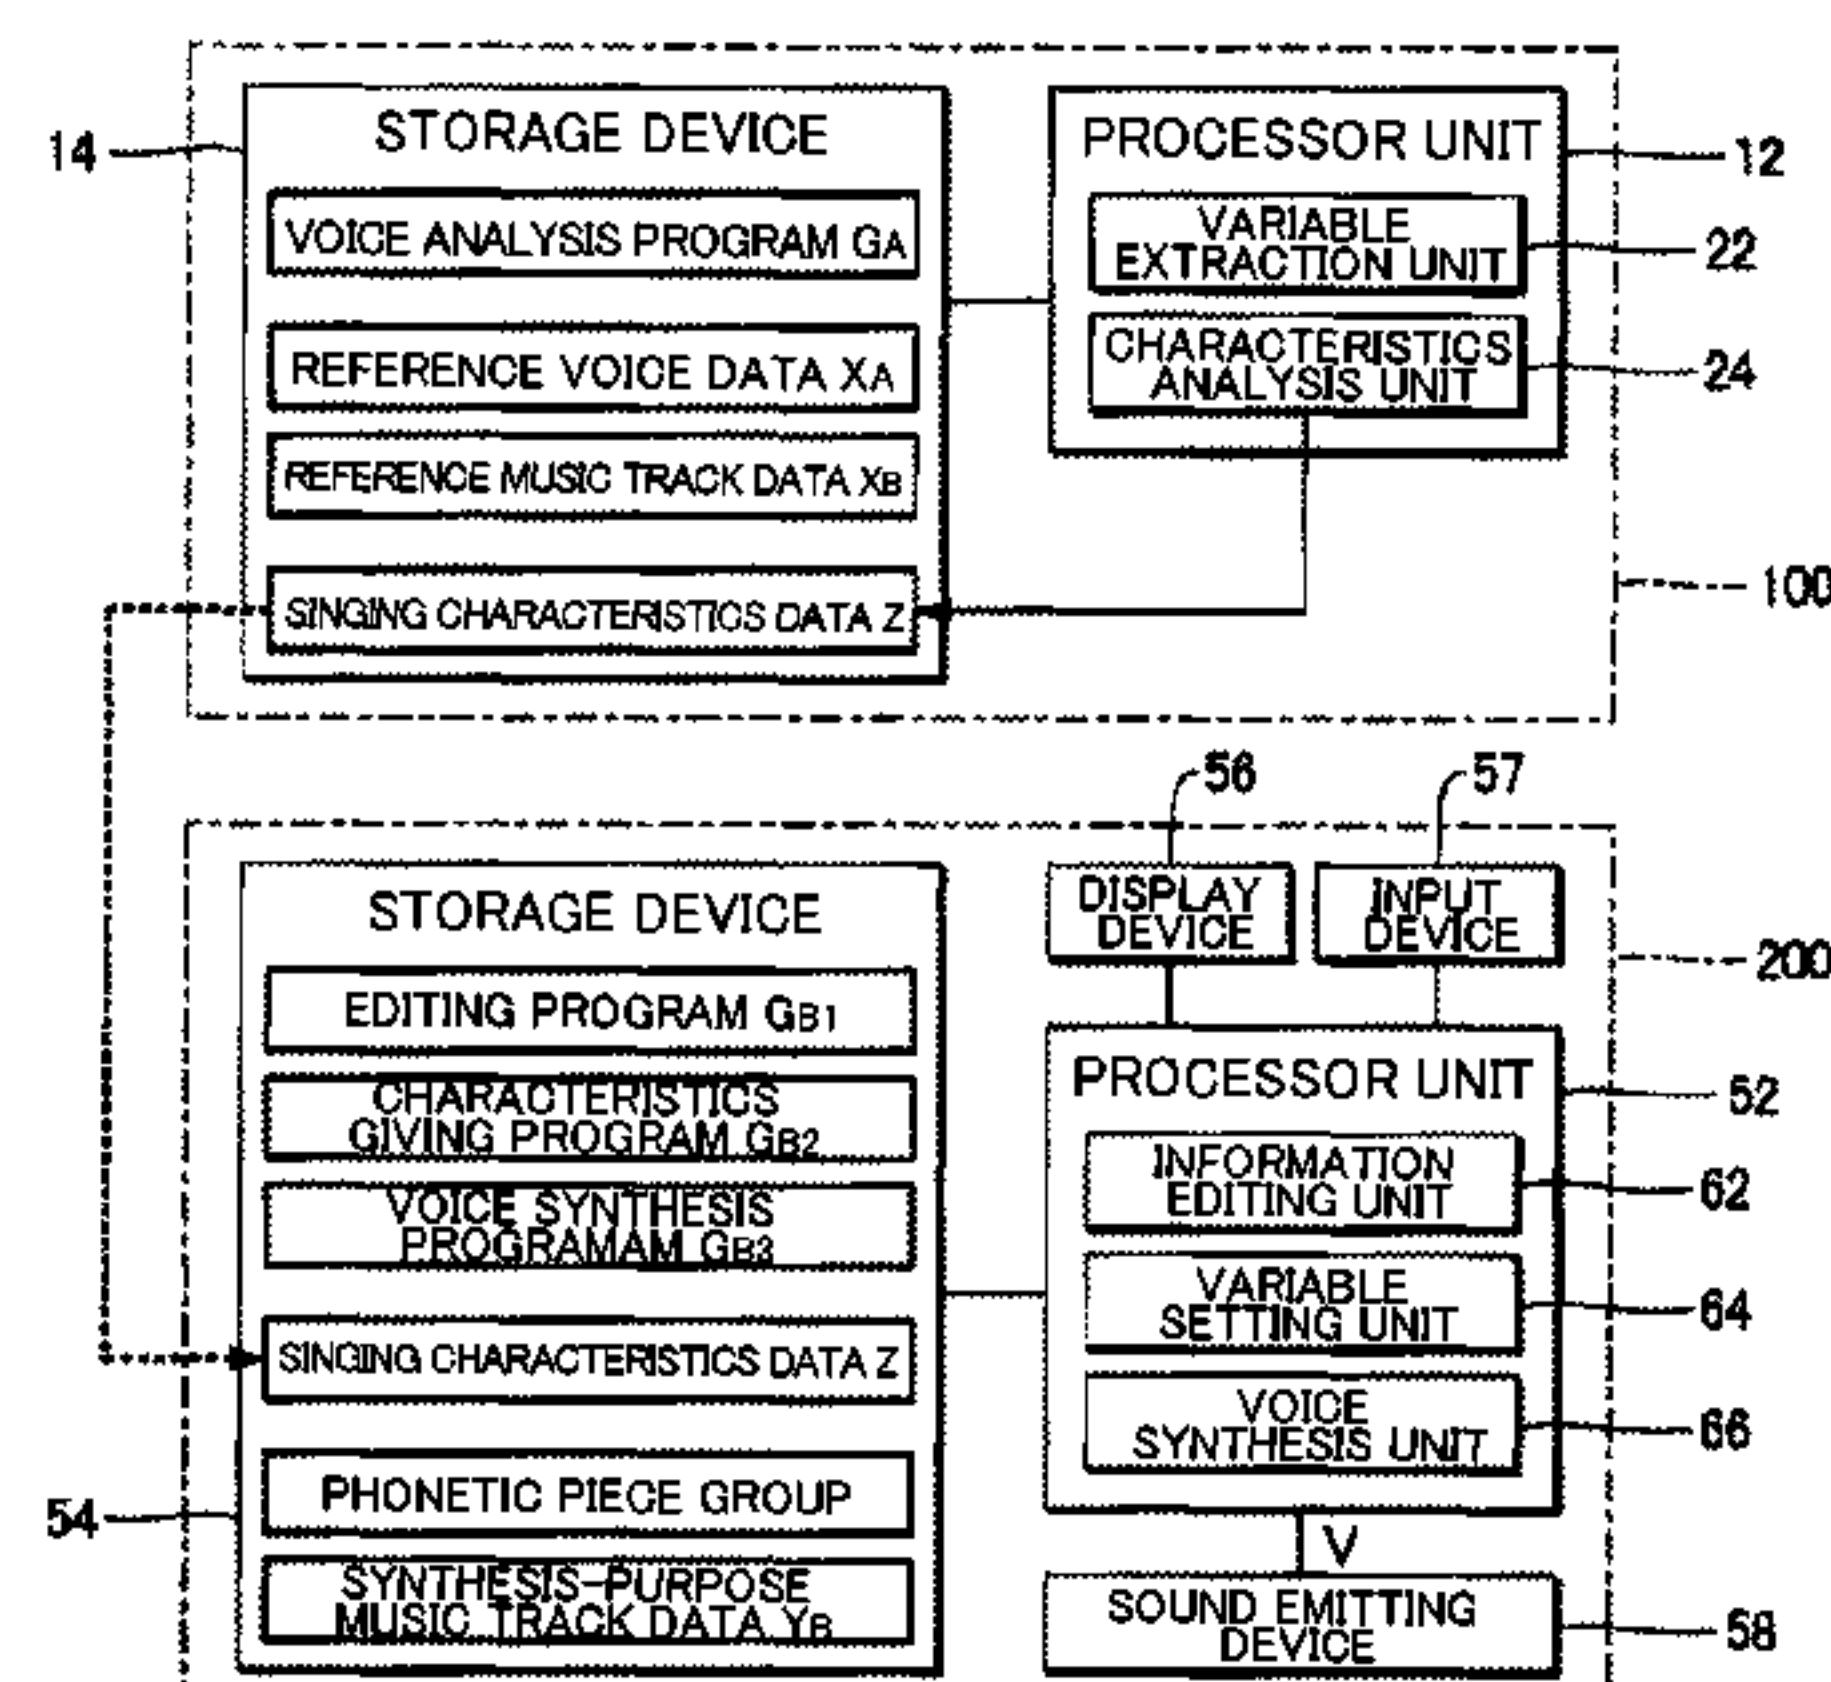 STORAGE DEVICE
14
VOICE ANALYSIS PROGRAM GA
REFERENCE VOICE DATA XA
REFERENCE MUSIC TRACK DATA XB
SINGING CHARACTERISTICS DATA Z
PROCESSOR UNIT
12
VARIABLE
EXTRACTION UNIT
22
CHARACTERISTICS
ANALYSIS UNIT
24
100
56
57
STORAGE DEVICE
EDITING PROGRAM GB1
CHARACTERISTICS
GIVING PROGRAM GB2
VOICE SYNTHESIS
PROGRAMAM GB3
SINGING CHARACTERISTICS DATA Z
PHONETIC PIECE GROUP
54
SYNTHESIS-PURPOSE
MUSIC TRACK DATA YB
DISPLAY
DEVICE
INPUT
DEVICE
200
PROCESSOR UNIT
52
INFORMATION
EDITING UNIT
62
VARIABLE
SETTING UNIT
64
VOICE
SYNTHESIS UNIT
66
V
SOUND EMITTING
DEVICE
58